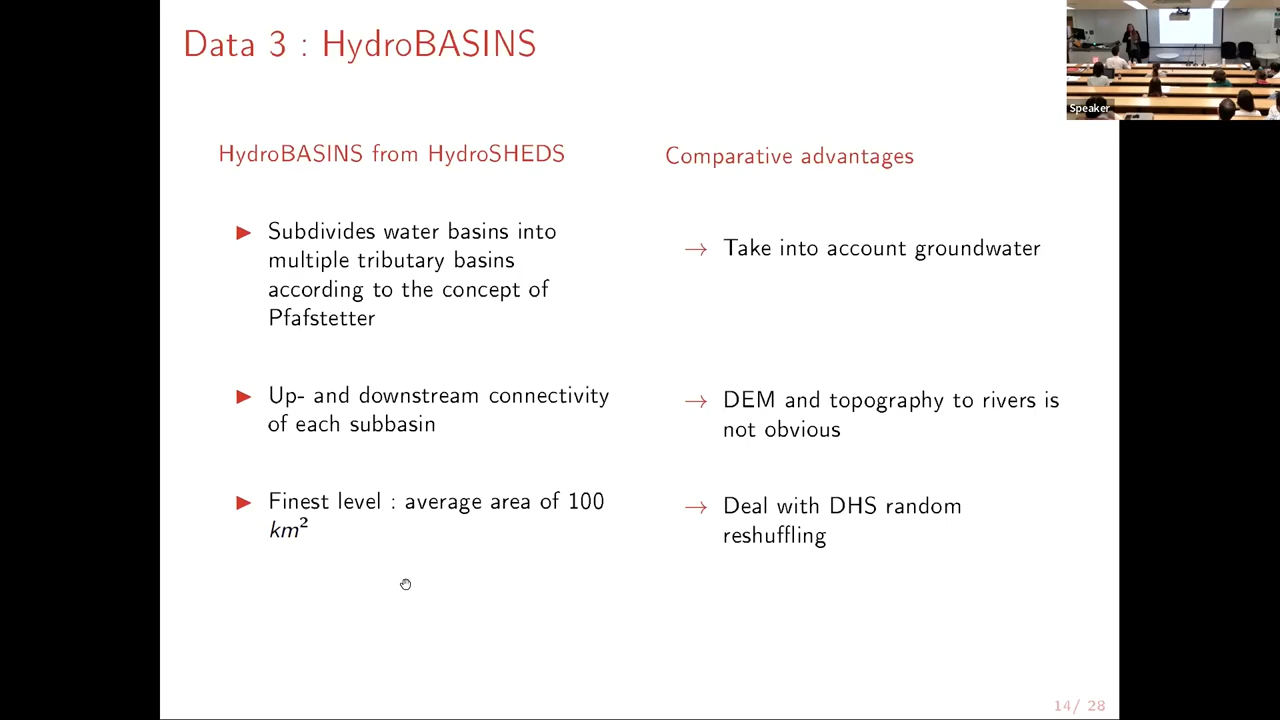 Data 3 : HydroBASINS
Speaker
HydroBASINS from HydroSHEDS
▶ Subdivides water basins into
multiple tributary basins
according to the concept of
Pfafstetter
▶ Up- and downstream connectivity
of each subbasin
▶ Finest level : average area of 100
km²
Comparative advantages
→ Take into account groundwater
→ DEM and topography to rivers is
not obvious
→ Deal with DHS random
reshuffling
14/ 28